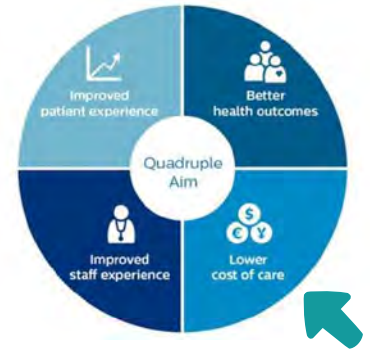 Improved
patient experience
Better
health outcomes
Quadruple
Aim
Improved
staff experience
$
€ ¥
Lower
cost of care